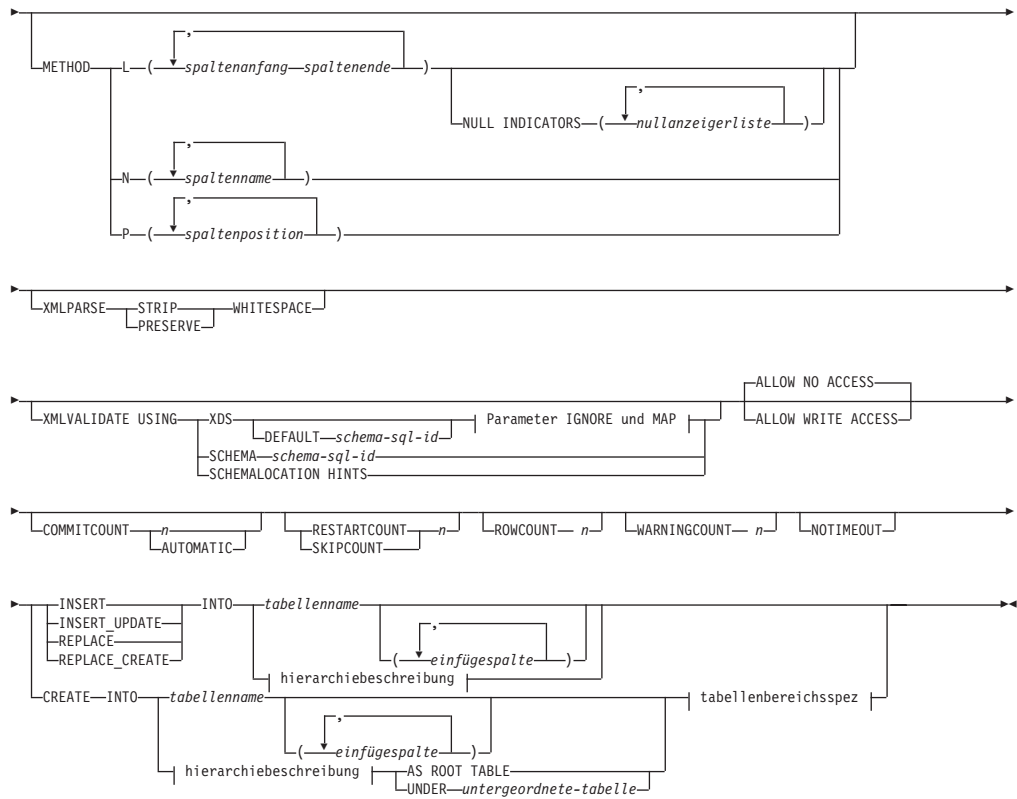 ,
METHOD L ( spaltenanfang spaltenende )
,
NULL INDICATORS ( nullanzeigerliste )
,
N ( spaltenname )
,
P ( spaltenposition )
XMLPARSE STRIP WHITESPACE
PRESERVE
ALLOW NO ACCESS
XMLVALIDATE USING XDS Parameter IGNORE und MAP ALLOW WRITE ACCESS
DEFAULT schema-sql-id
SCHEMA schema-sql-id
SCHEMALOCATION HINTS
COMMITCOUNT n RESTARTCOUNT n ROWCOUNT n WARNINGCOUNT n NOTIMEOUT
AUTOMATIC SKIPCOUNT
INSERT INTO tabellenname
INSERT_UPDATE ,
REPLACE
REPLACE_CREATE ( einfügespalte )
hierarchiebeschreibung
CREATE INTO tabellenname tabellenbereichsspez
,
( einfügespalte )
hierarchiebeschreibung AS ROOT TABLE
UNDER untergeordnete-tabelle